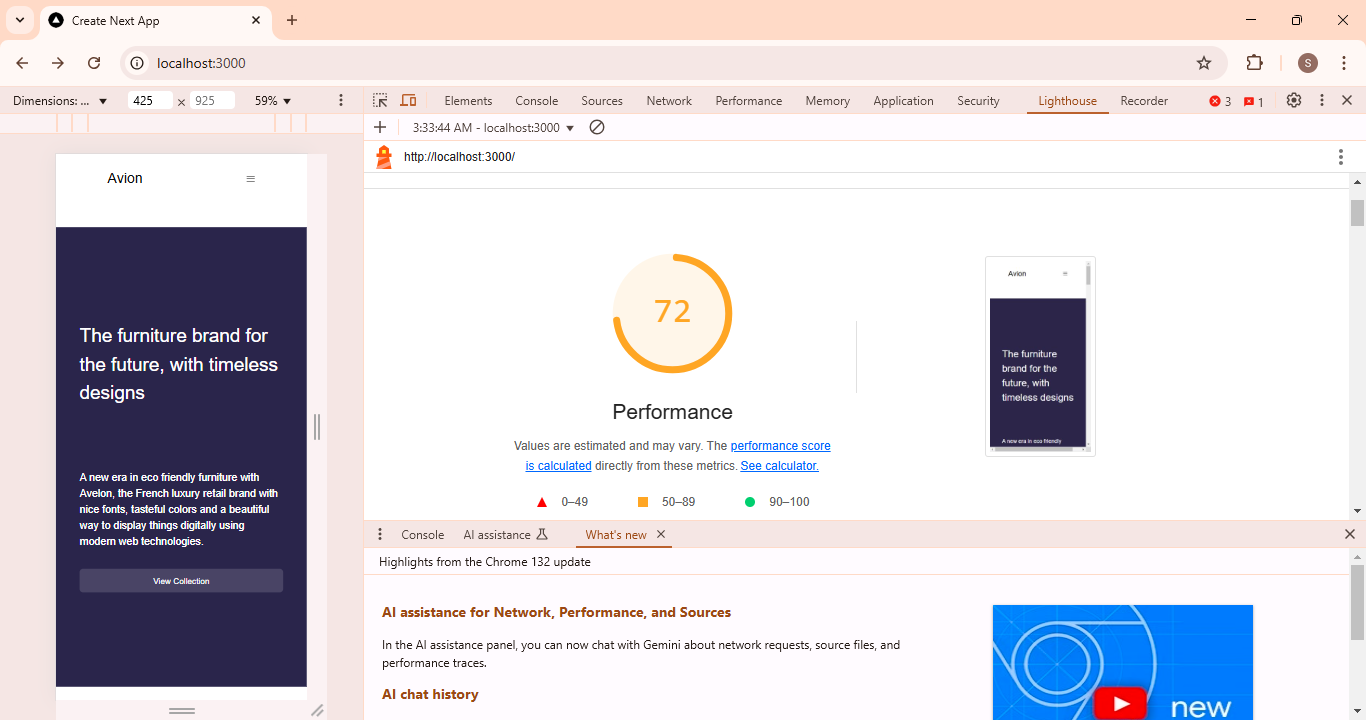 Create Next App
localhost:3000
S
Dimensions: ...
425
×
925
59%
Elements
Console
Sources
Network
Performance
Memory
Application
Security
Lighthouse
Recorder
3
1
3:33:44 AM - localhost:3000
http://localhost:3000/
Avion
The furniture brand for
the future, with timeless
designs
A new era in eco friendly furniture with
Avelon, the French luxury retail brand with
nice fonts, tasteful colors and a beautiful
way to display things digitally using
modern web technologies.
View Collection
72
Performance
Values are estimated and may vary. The performance score
is calculated directly from these metrics. See calculator.
0–49
50–89
90–100
Avion
The furniture
brand for the
future, with
timeless designs
A new era in eco friendly
Console
AI assistance
What's new
Highlights from the Chrome 132 update
AI assistance for Network, Performance, and Sources
In the AI assistance panel, you can now chat with Gemini about network requests, source files, and
performance traces.
AI chat history
new